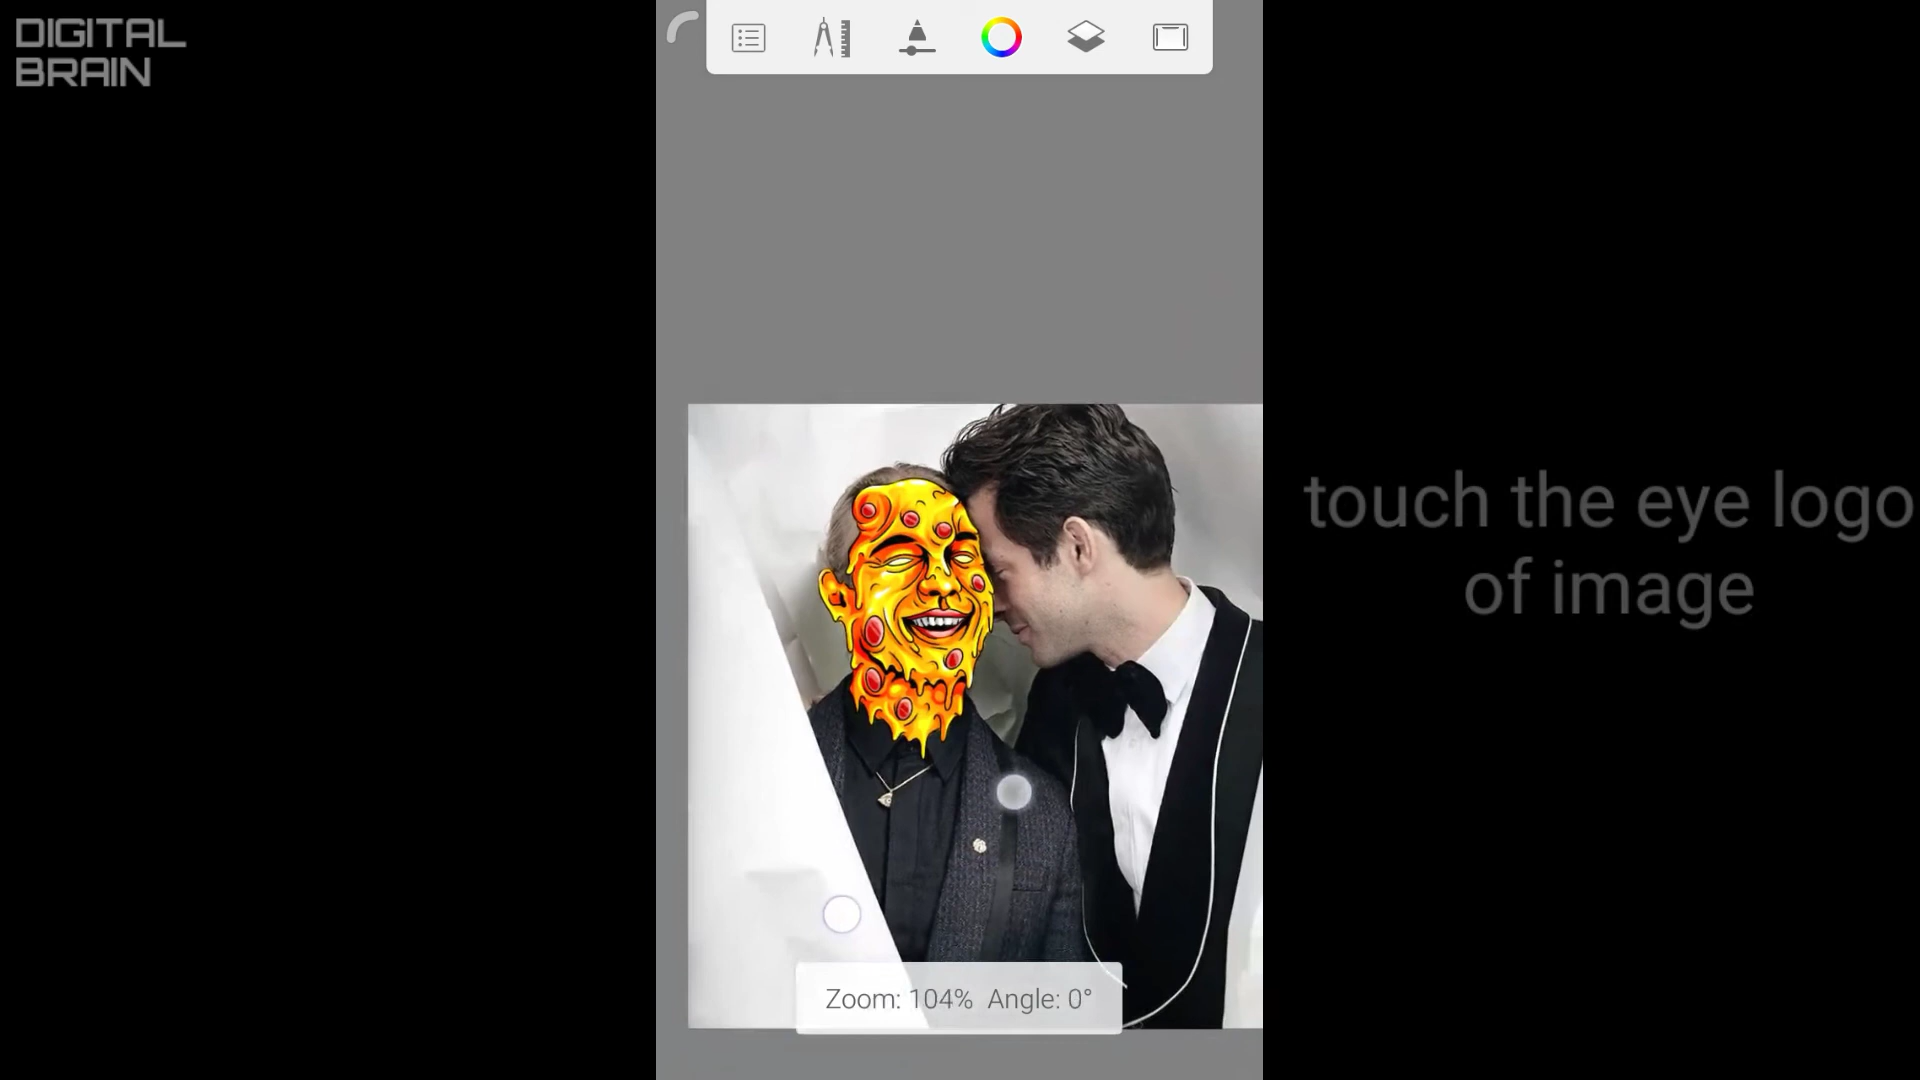 DIGITAL
BRAIN
touch the eye logo
of image
Zoom: 104% Angle: 0°